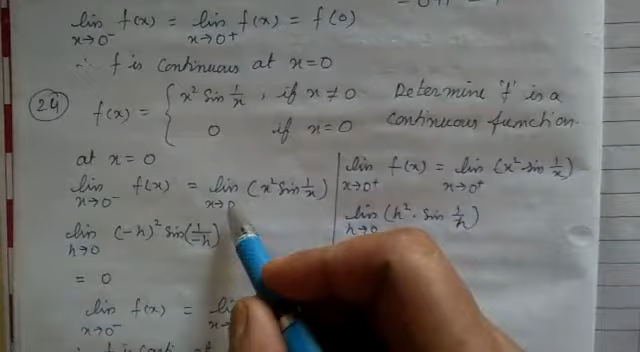 lim x→0⁻ f(x) = lim x→0⁺ f(x) = f(0)
∴ f is continuous at x=0
24 f(x) = { x² sin 1/x , if x ≠ 0 Determine 'f' is a
0 if x = 0 continuous function.
at x = 0
lim x→0⁻ f(x) = lim x→0 (x² sin 1/x)
lim h→0 (-h)² sin(1/-h)
= 0
lim x→0⁺ f(x) = lim x→0⁺ (x² sin 1/x)
lim h→0 (h². sin 1/h)
lim x→0⁻ f(x) =